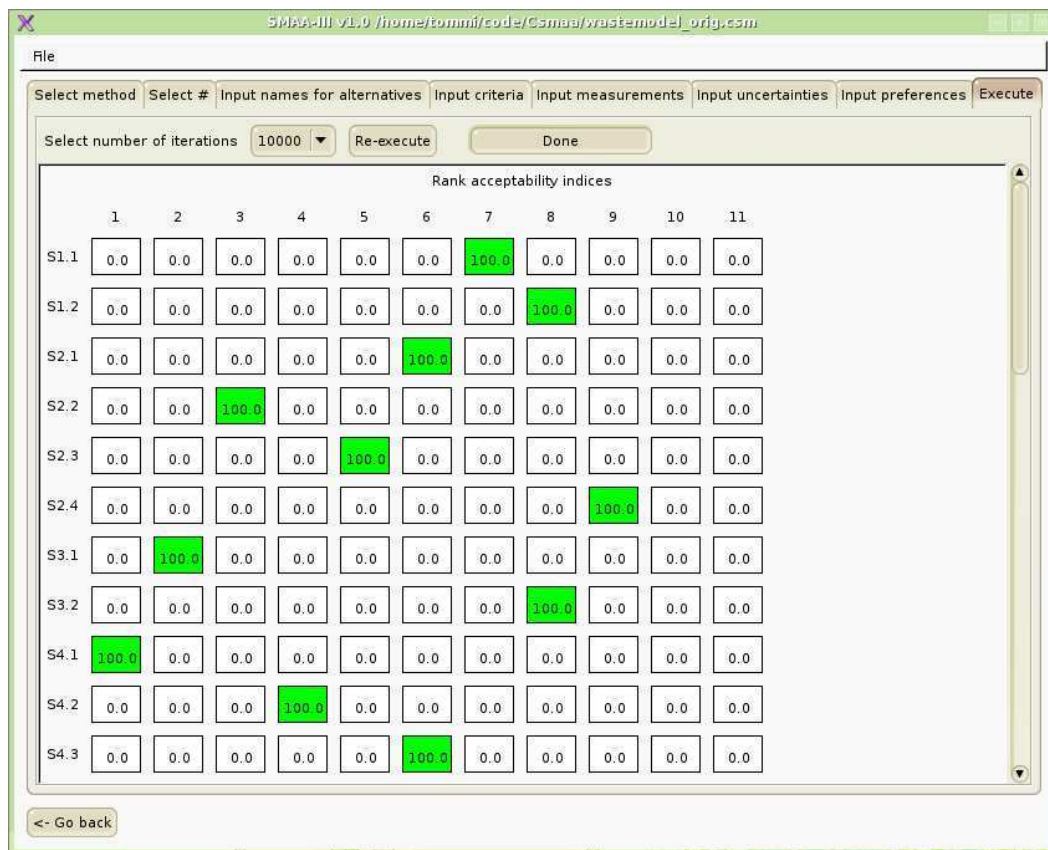 SMAA-III v1.0 /home/tommi/code/Csmaa/wastemodel_orig.csm
File
Select method Select # Input names for alternatives Input criteria Input measurements Input uncertainties Input preferences Execute
Select number of iterations 10000 Re-execute Done
Rank acceptability indices
1 2 3 4 5 6 7 8 9 10 11
S1.1 0.0 0.0 0.0 0.0 0.0 0.0 100.0 0.0 0.0 0.0 0.0
S1.2 0.0 0.0 0.0 0.0 0.0 0.0 0.0 100.0 0.0 0.0 0.0
S2.1 0.0 0.0 0.0 0.0 0.0 100.0 0.0 0.0 0.0 0.0 0.0
S2.2 0.0 0.0 100.0 0.0 0.0 0.0 0.0 0.0 0.0 0.0 0.0
S2.3 0.0 0.0 0.0 0.0 100.0 0.0 0.0 0.0 0.0 0.0 0.0
S2.4 0.0 0.0 0.0 0.0 0.0 0.0 0.0 0.0 100.0 0.0 0.0
S3.1 0.0 100.0 0.0 0.0 0.0 0.0 0.0 0.0 0.0 0.0 0.0
S3.2 0.0 0.0 0.0 0.0 0.0 0.0 0.0 100.0 0.0 0.0 0.0
S4.1 100.0 0.0 0.0 0.0 0.0 0.0 0.0 0.0 0.0 0.0 0.0
S4.2 0.0 0.0 0.0 100.0 0.0 0.0 0.0 0.0 0.0 0.0 0.0
S4.3 0.0 0.0 0.0 0.0 0.0 100.0 0.0 0.0 0.0 0.0 0.0
<- Go back